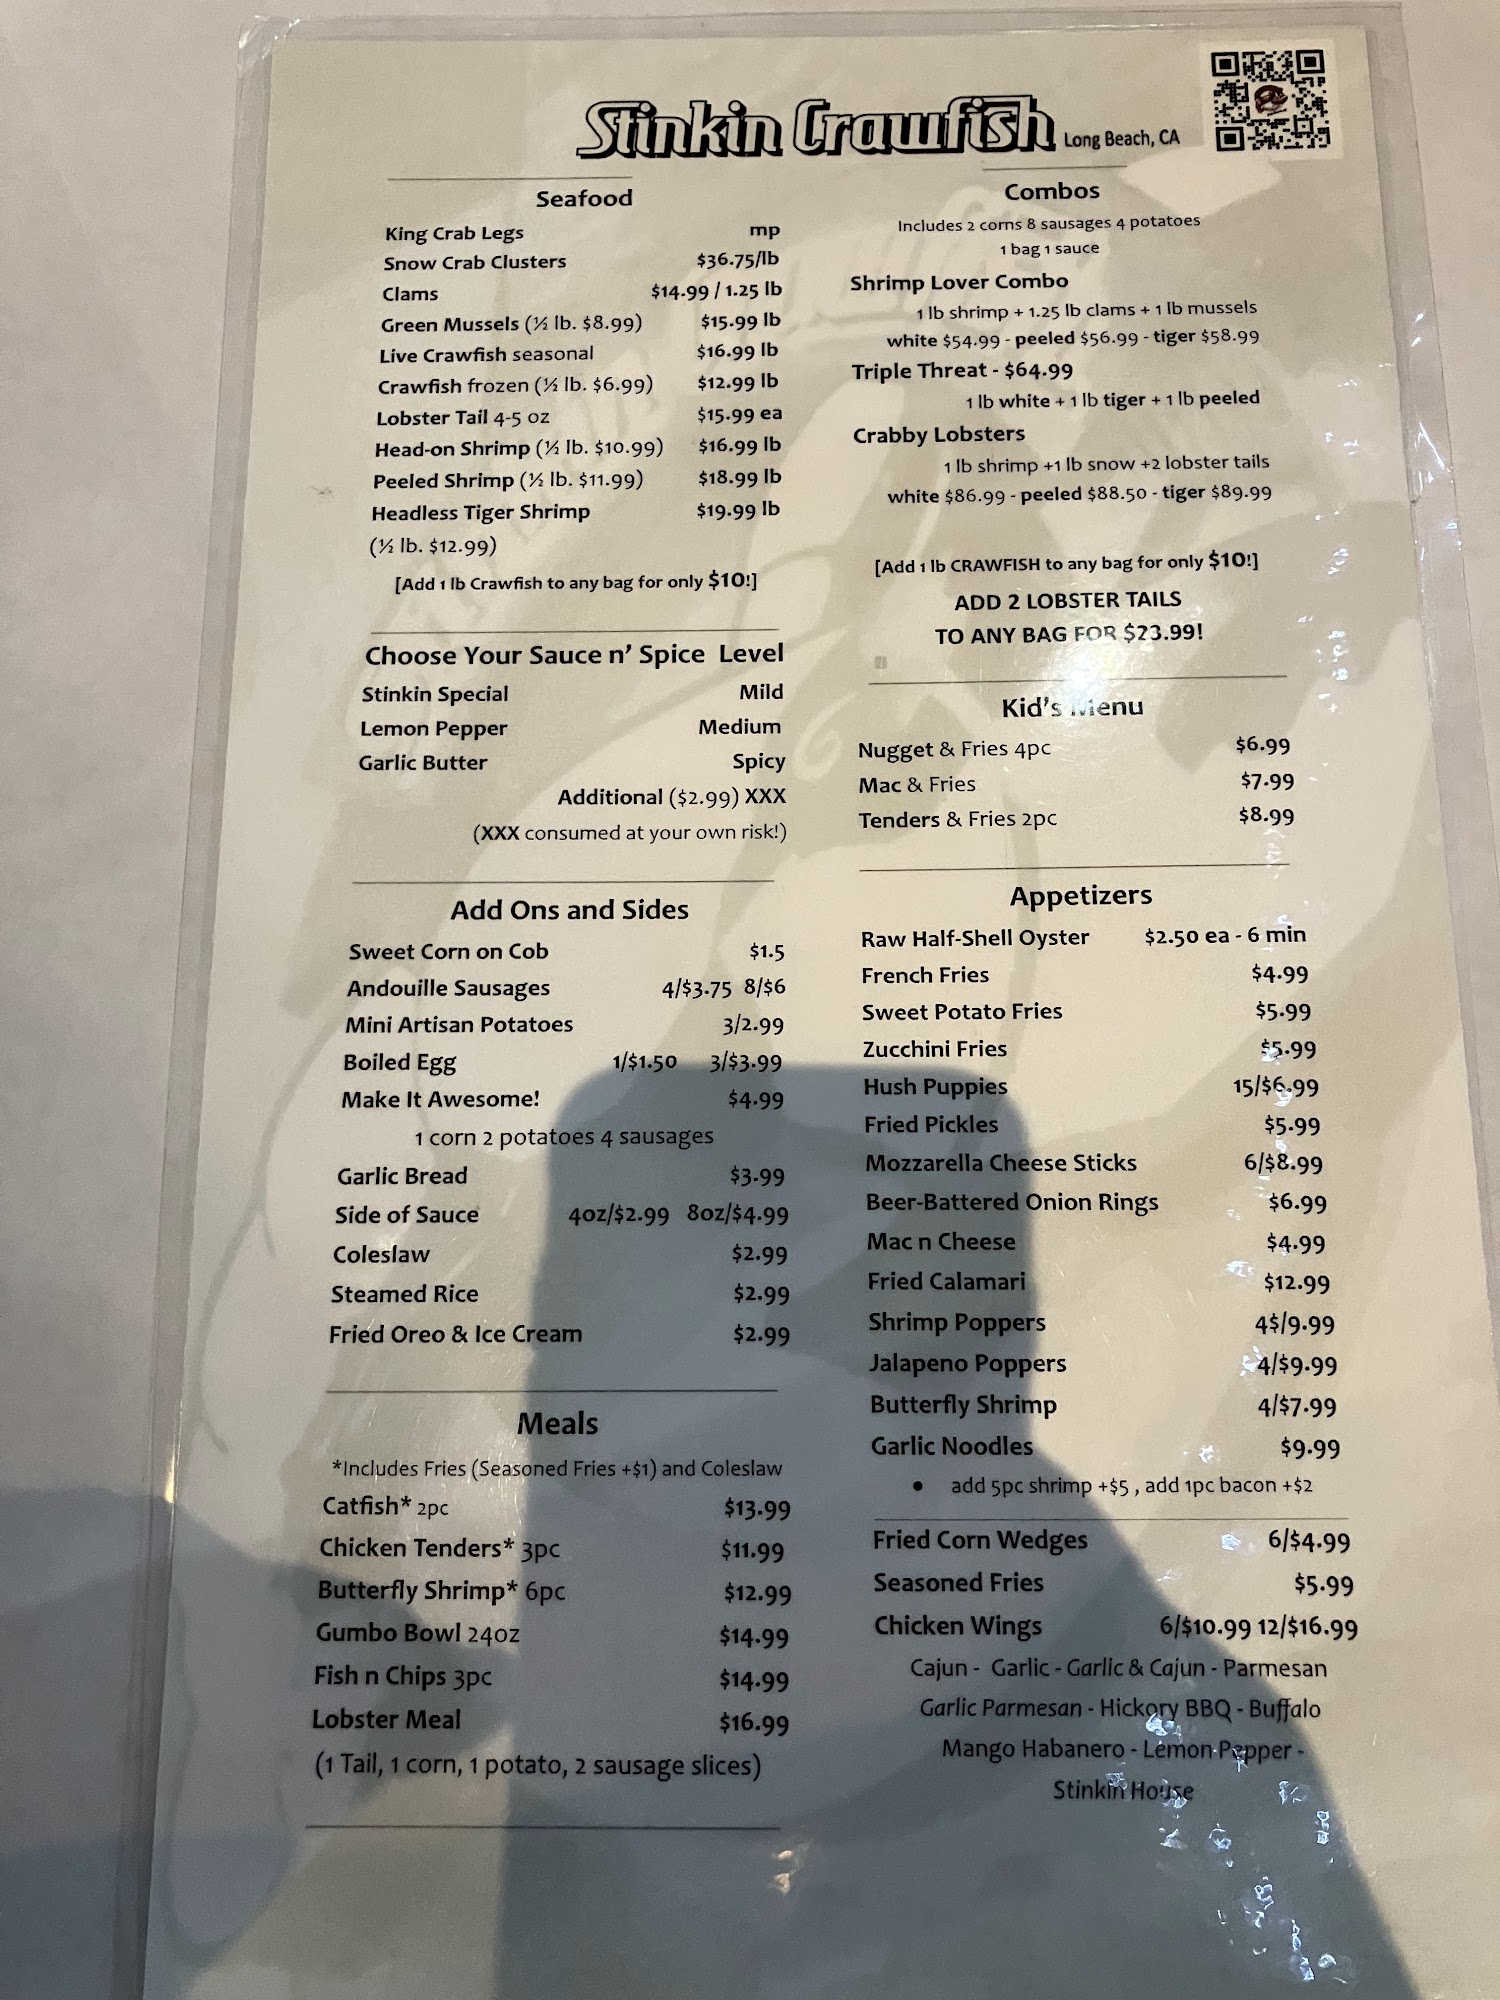 Stinkin Crawfish Long Beach, CA
Seafood
King Crab Legs mp
Snow Crab Clusters $36.75/lb
Clams $14.99 / 1.25 lb
Green Mussels (½ lb. $8.99) $15.99 lb
Live Crawfish seasonal $16.99 lb
Crawfish frozen (½ lb. $6.99) $12.99 lb
Lobster Tail 4-5 oz $15.99 ea
Head-on Shrimp (½ lb. $10.99) $16.99 lb
Peeled Shrimp (½ lb. $11.99) $18.99 lb
Headless Tiger Shrimp $19.99 lb
(½ lb. $12.99)
[Add 1 lb Crawfish to any bag for only $10!]
Choose Your Sauce n' Spice Level
Stinkin Special Mild
Lemon Pepper Medium
Garlic Butter Spicy
Additional ($2.99) XXX
(XXX consumed at your own risk!)
Add Ons and Sides
Sweet Corn on Cob $1.5
Andouille Sausages 4/$3.75 8/$6
Mini Artisan Potatoes 3/2.99
Boiled Egg 1/$1.50 3/$3.99
Make It Awesome! $4.99
1 corn 2 potatoes 4 sausages
Garlic Bread $3.99
Side of Sauce 4oz/$2.99 8oz/$4.99
Coleslaw $2.99
Steamed Rice $2.99
Fried Oreo & Ice Cream $2.99
Meals
*Includes Fries (Seasoned Fries +$1) and Coleslaw
Catfish* 2pc $13.99
Chicken Tenders* 3pc $11.99
Butterfly Shrimp* 6pc $12.99
Gumbo Bowl 24oz $14.99
Fish n Chips 3pc $14.99
Lobster Meal $16.99
(1 Tail, 1 corn, 1 potato, 2 sausage slices)
Combos
Includes 2 corns 8 sausages 4 potatoes
1 bag 1 sauce
Shrimp Lover Combo
1 lb shrimp + 1.25 lb clams + 1 lb mussels
white $54.99 - peeled $56.99 - tiger $58.99
Triple Threat - $64.99
1 lb white + 1 lb tiger + 1 lb peeled
Crabby Lobsters
1 lb shrimp +1 lb snow +2 lobster tails
white $86.99 - peeled $88.50 - tiger $89.99
[Add 1 lb CRAWFISH to any bag for only $10!]
ADD 2 LOBSTER TAILS
TO ANY BAG FOR $23.99!
Kid's Menu
Nugget & Fries 4pc $6.99
Mac & Fries $7.99
Tenders & Fries 2pc $8.99
Appetizers
Raw Half-Shell Oyster $2.50 ea - 6 min
French Fries $4.99
Sweet Potato Fries $5.99
Zucchini Fries $5.99
Hush Puppies 15/$6.99
Fried Pickles $5.99
Mozzarella Cheese Sticks 6/$8.99
Beer-Battered Onion Rings $6.99
Mac n Cheese $4.99
Fried Calamari $12.99
Shrimp Poppers 4$/9.99
Jalapeno Poppers 4/$9.99
Butterfly Shrimp 4/$7.99
Garlic Noodles $9.99
• add 5pc shrimp +$5 , add 1pc bacon +$2
Fried Corn Wedges 6/$4.99
Seasoned Fries $5.99
Chicken Wings 6/$10.99 12/$16.99
Cajun - Garlic - Garlic & Cajun - Parmesan
Garlic Parmesan - Hickory BBQ - Buffalo
Mango Habanero - Lemon Pepper -
Stinkin House